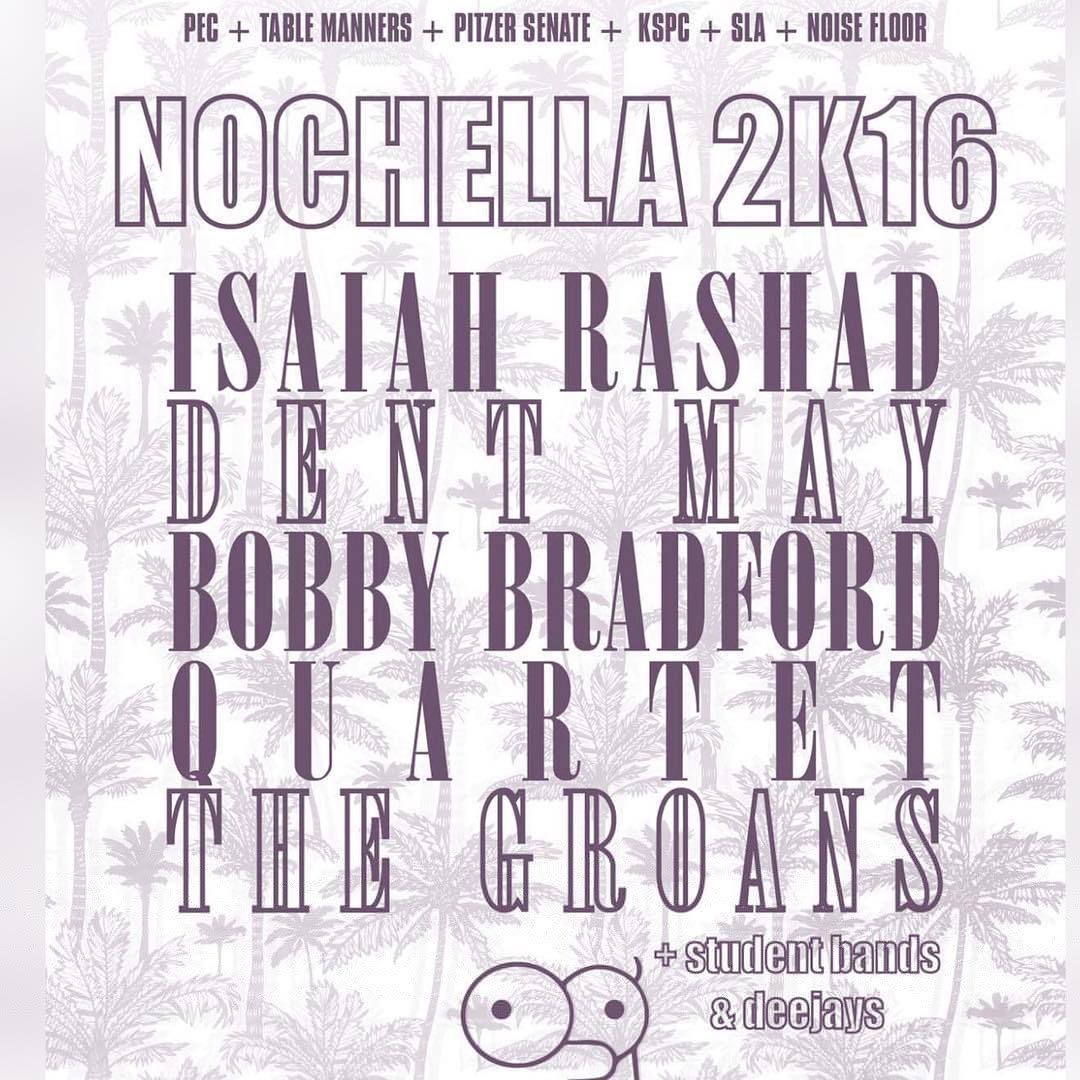 PEC + TABLE MANNERS + PITZER SENATE + KSPC + SLA + NOISE FLOOR
NOCHELLA 2K16
ISAIAH RASHAD
DENT MAY
BOBBY BRADFORD
QUARTET
THE GROANS
+ student bands
& deejays